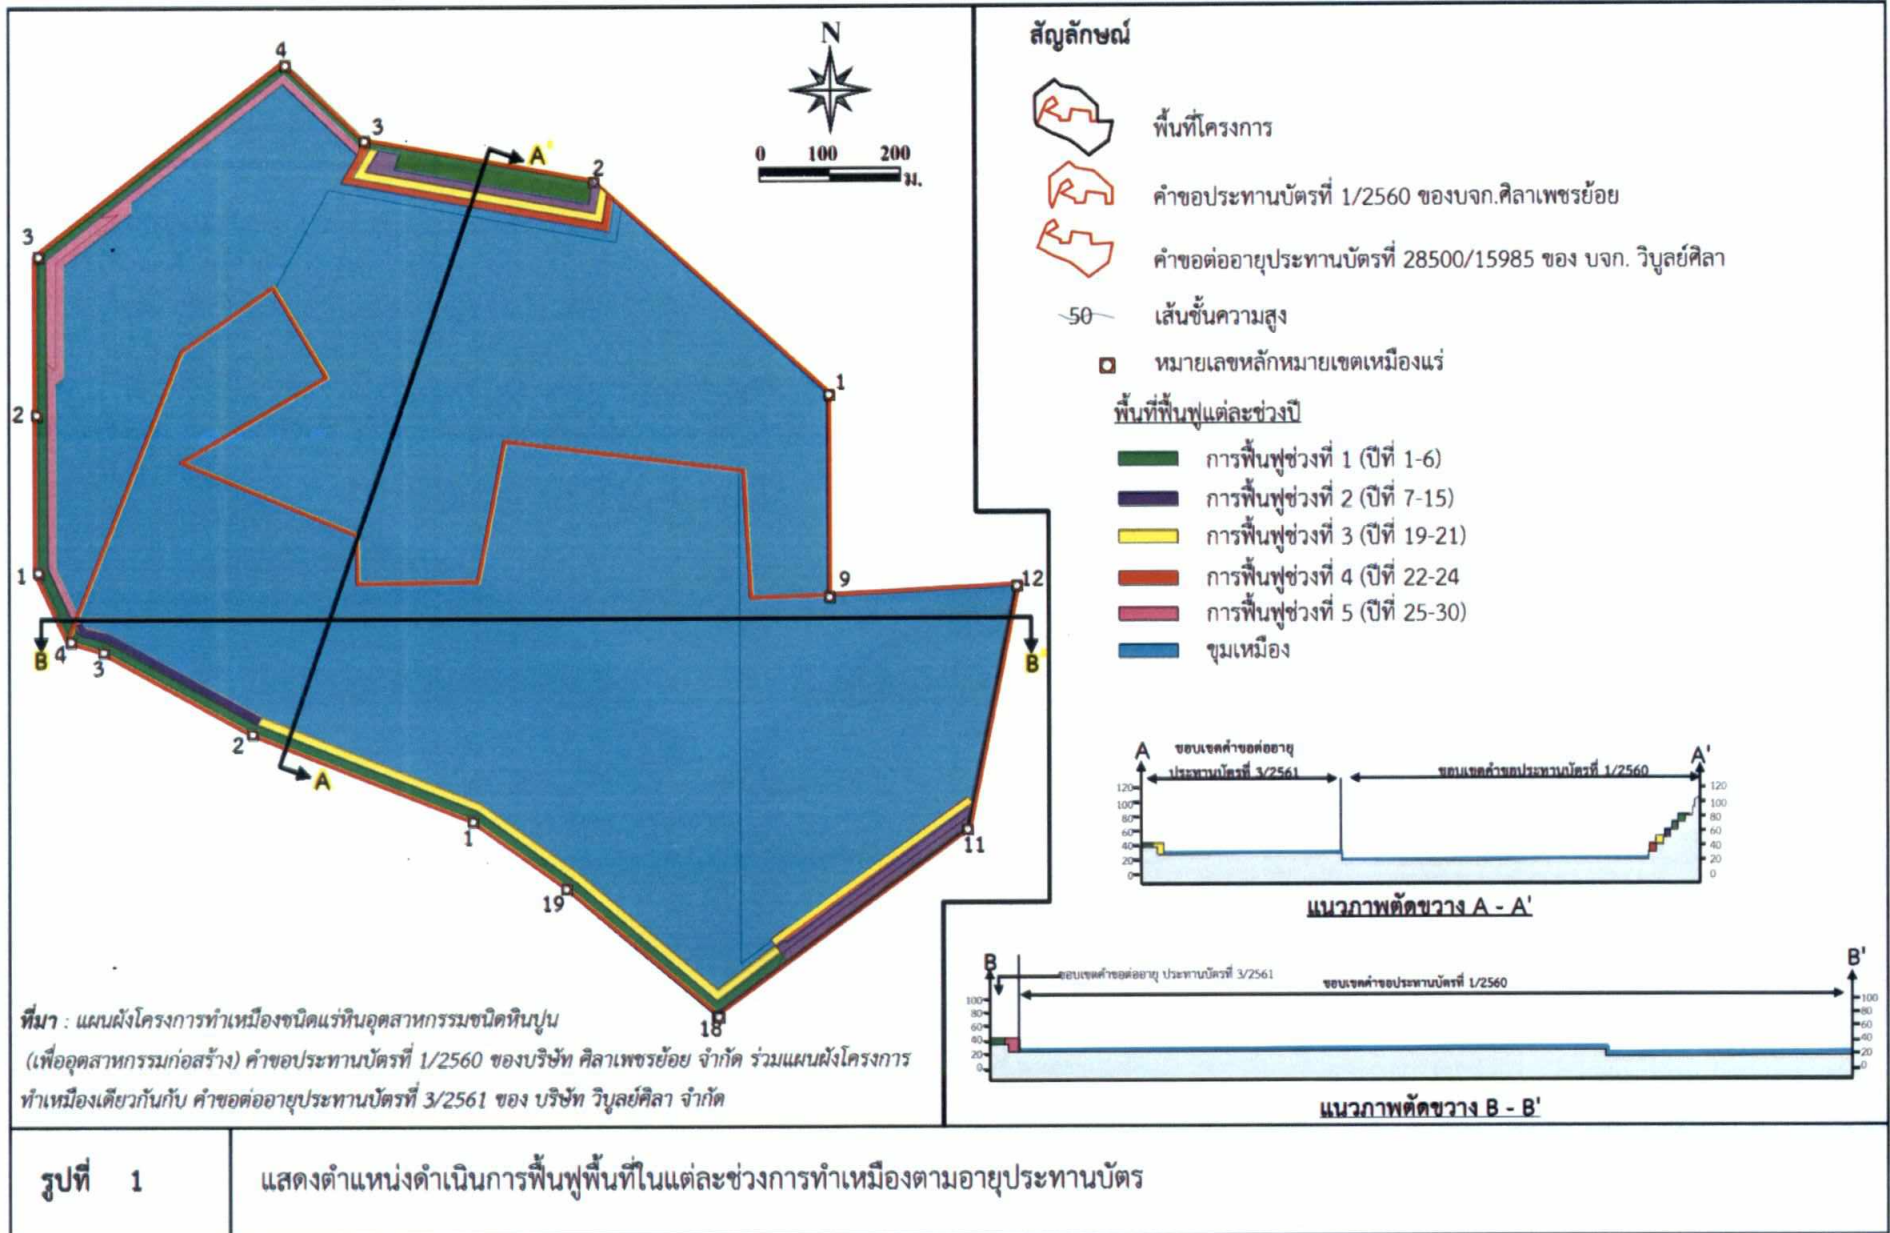 4
N
3
A'
2
0 100 200
ม.
3
2
1
1
9
12
B
4
3
B'
2
A
1
11
19
18
สัญลักษณ์
พื้นที่โครงการ
คำขอประทานบัตรที่ 1/2560 ของบจก.ศิลาเพชรย้อย
คำขอต่ออายุประทานบัตรที่ 28500/15985 ของ บจก. วิบูลย์ศิลา
50 เส้นชั้นความสูง
หมายเลขหลักหมายเขตเหมืองแร่
พื้นที่ฟื้นฟูแต่ละช่วงปี
การฟื้นฟูช่วงที่ 1 (ปีที่ 1-6)
การฟื้นฟูช่วงที่ 2 (ปีที่ 7-15)
การฟื้นฟูช่วงที่ 3 (ปีที่ 19-21)
การฟื้นฟูช่วงที่ 4 (ปีที่ 22-24
การฟื้นฟูช่วงที่ 5 (ปีที่ 25-30)
ขุมเหมือง
A ขอบเขตคำขอต่ออายุ A'
ประทานบัตรที่ 3/2561 ขอบเขตคำขอประทานบัตรที่ 1/2560
120 120
100 100
80 80
60 60
40 40
20 20
0 0
แนวภาพตัดขวาง A - A'
B B'
ขอบเขตคำขอต่ออายุ ประทานบัตรที่ 3/2561 ขอบเขตคำขอประทานบัตรที่ 1/2560
100 100
80 80
60 60
40 40
20 20
0 0
แนวภาพตัดขวาง B - B'
ที่มา : แผนผังโครงการทำเหมืองชนิดแร่หินอุตสาหกรรมชนิดหินปูน
(เพื่ออุตสาหกรรมก่อสร้าง) คำขอประทานบัตรที่ 1/2560 ของบริษัท ศิลาเพชรย้อย จำกัด ร่วมแผนผังโครงการ
ทำเหมืองเดียวกันกับ คำขอต่ออายุประทานบัตรที่ 3/2561 ของ บริษัท วิบูลย์ศิลา จำกัด
รูปที่ 1 แสดงตำแหน่งดำเนินการฟื้นฟูพื้นที่ในแต่ละช่วงการทำเหมืองตามอายุประทานบัตร